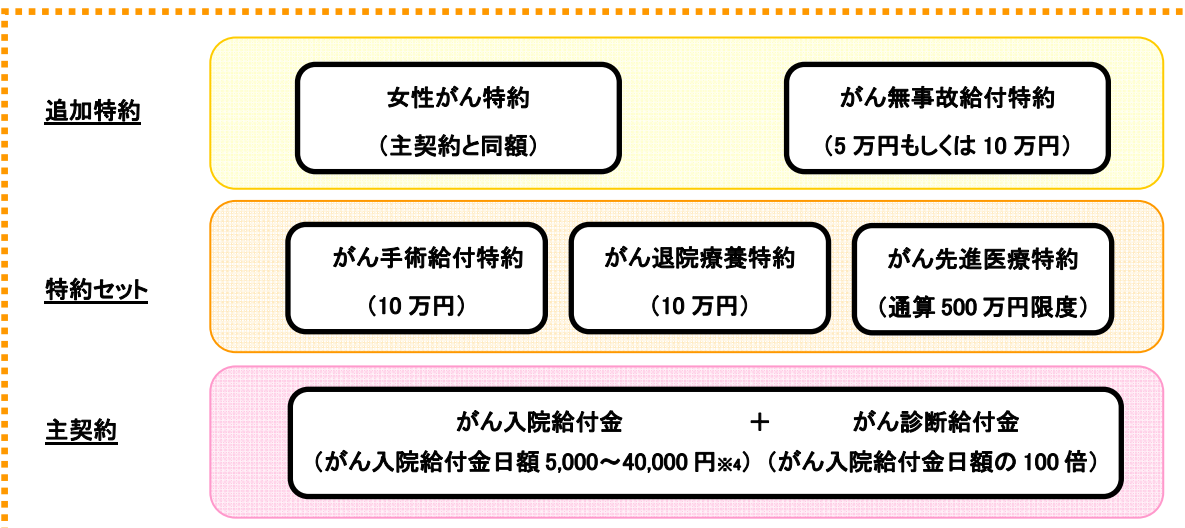 追加特約
女性がん特約
(主契約と同額)
がん無事故給付特約
(5 万円もしくは 10 万円)
特約セット
がん手術給付特約
(10 万円)
がん退院療養特約
(10 万円)
がん先進医療特約
(通算 500 万円限度)
主契約
がん入院給付金 + がん診断給付金
(がん入院給付金日額 5,000~40,000 円※4) (がん入院給付金日額の 100 倍)